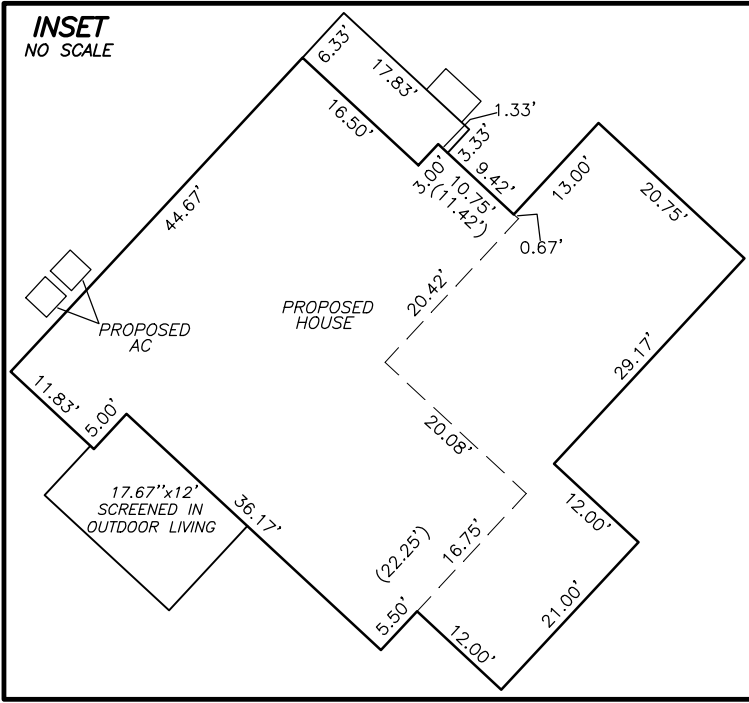 INSET
NO SCALE
6.33'
17.83'
1.33'
16.50'
3.33'
3.00'
9.42'
10.75'
(11.42')
13.00'
20.75'
0.67'
44.67'
20.42'
PROPOSED
HOUSE
PROPOSED
AC
29.17'
11.83'
5.00'
20.08'
17.67''x12'
SCREENED IN
OUTDOOR LIVING
36.17'
(22.25')
16.75'
12.00'
5.50'
12.00'
21.00'